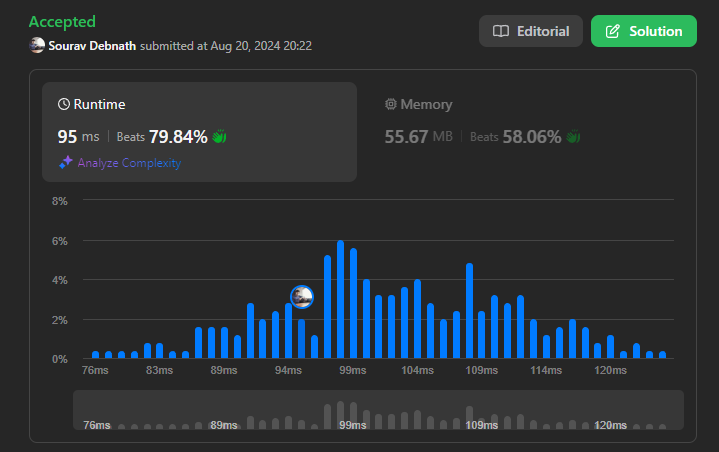 Accepted
Sourav Debnath submitted at Aug 20, 2024 20:22
Editorial
Solution
Runtime
95 ms Beats 79.84%
Analyze Complexity
Memory
55.67 MB Beats 58.06%
8%
6%
4%
2%
0%
76ms 83ms 89ms 94ms 99ms 104ms 109ms 114ms 120ms
76ms 89ms 99ms 109ms 120ms